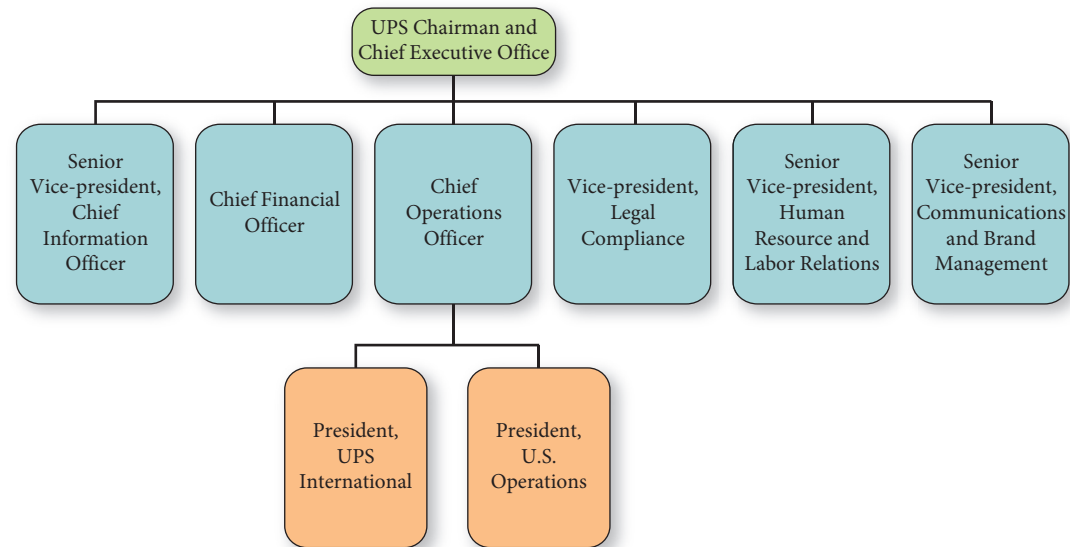 UPS Chairman and
Chief Executive Office
Senior
Vice-president,
Chief
Information
Officer
Chief Financial
Officer
Chief
Operations
Officer
Vice-president,
Legal
Compliance
Senior
Vice-president,
Human
Resource and
Labor Relations
Senior
Vice-president,
Communications
and Brand
Management
President,
UPS
International
President,
U.S.
Operations